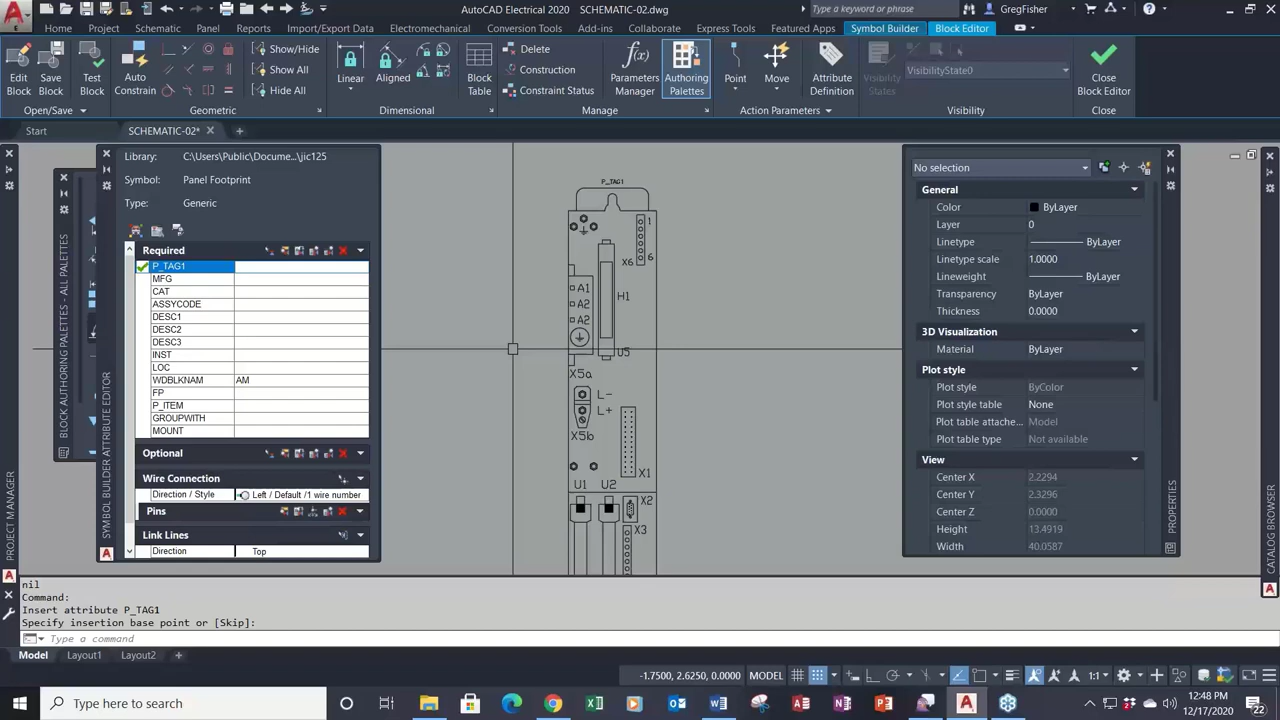 AutoCAD Electrical 2020 SCHEMATIC-02.dwg
Type a keyword or phrase
GregFisher
Home Project Schematic Panel Reports Import/Export Data Electromechanical Conversion Tools Add-ins Collaborate Express Tools Featured Apps Symbol Builder Block Editor
Edit Block
Save Block
Test Block
Auto Constrain
Show/Hide
Show All
Hide All
Linear
Aligned
Block Table
Delete
Construction
Constraint Status
Parameters Manager
Authoring Palettes
Point
Move
Attribute Definition
Visibility States
VisibilityState0
Close Block Editor
Open/Save
Geometric
Dimensional
Manage
Action Parameters
Visibility
Close
Start
SCHEMATIC-02*
Library: C:\Users\Public\Docume...\jic125
Symbol: Panel Footprint
Type: Generic
Required
P_TAG1
MFG
CAT
ASSYCODE
DESC1
DESC2
DESC3
INST
LOC
WDBLKNAM AM
FP
P_ITEM
GROUPWITH
MOUNT
Optional
Wire Connection
Direction / Style Left / Default /1 wire number
Pins
Link Lines
Direction Top
PROJECT MANAGER
BLOCK AUTHORING PALETTES - ALL PALETTES
SYMBOL BUILDER ATTRIBUTE EDITOR
P_TAG1
1
X6
6
A1
H1
A2
A2
U5
X5a
L-
L+
X5b
X1
U1 U2
X2
X3
No selection
General
Color ByLayer
Layer 0
Linetype ByLayer
Linetype scale 1.0000
Lineweight ByLayer
Transparency ByLayer
Thickness 0.0000
3D Visualization
Material ByLayer
Plot style
Plot style ByColor
Plot style table None
Plot table attache... Model
Plot table type Not available
View
Center X 2.2294
Center Y 2.3296
Center Z 0.0000
Height 13.4919
Width 40.0587
PROPERTIES
CATALOG BROWSER
nil
Command:
Insert attribute P_TAG1
Specify insertion base point or [Skip]:
Type a command
Model Layout1 Layout2
-1.7500, 2.6250, 0.0000 MODEL
1:1
Type here to search
12:48 PM
12/17/2020
22